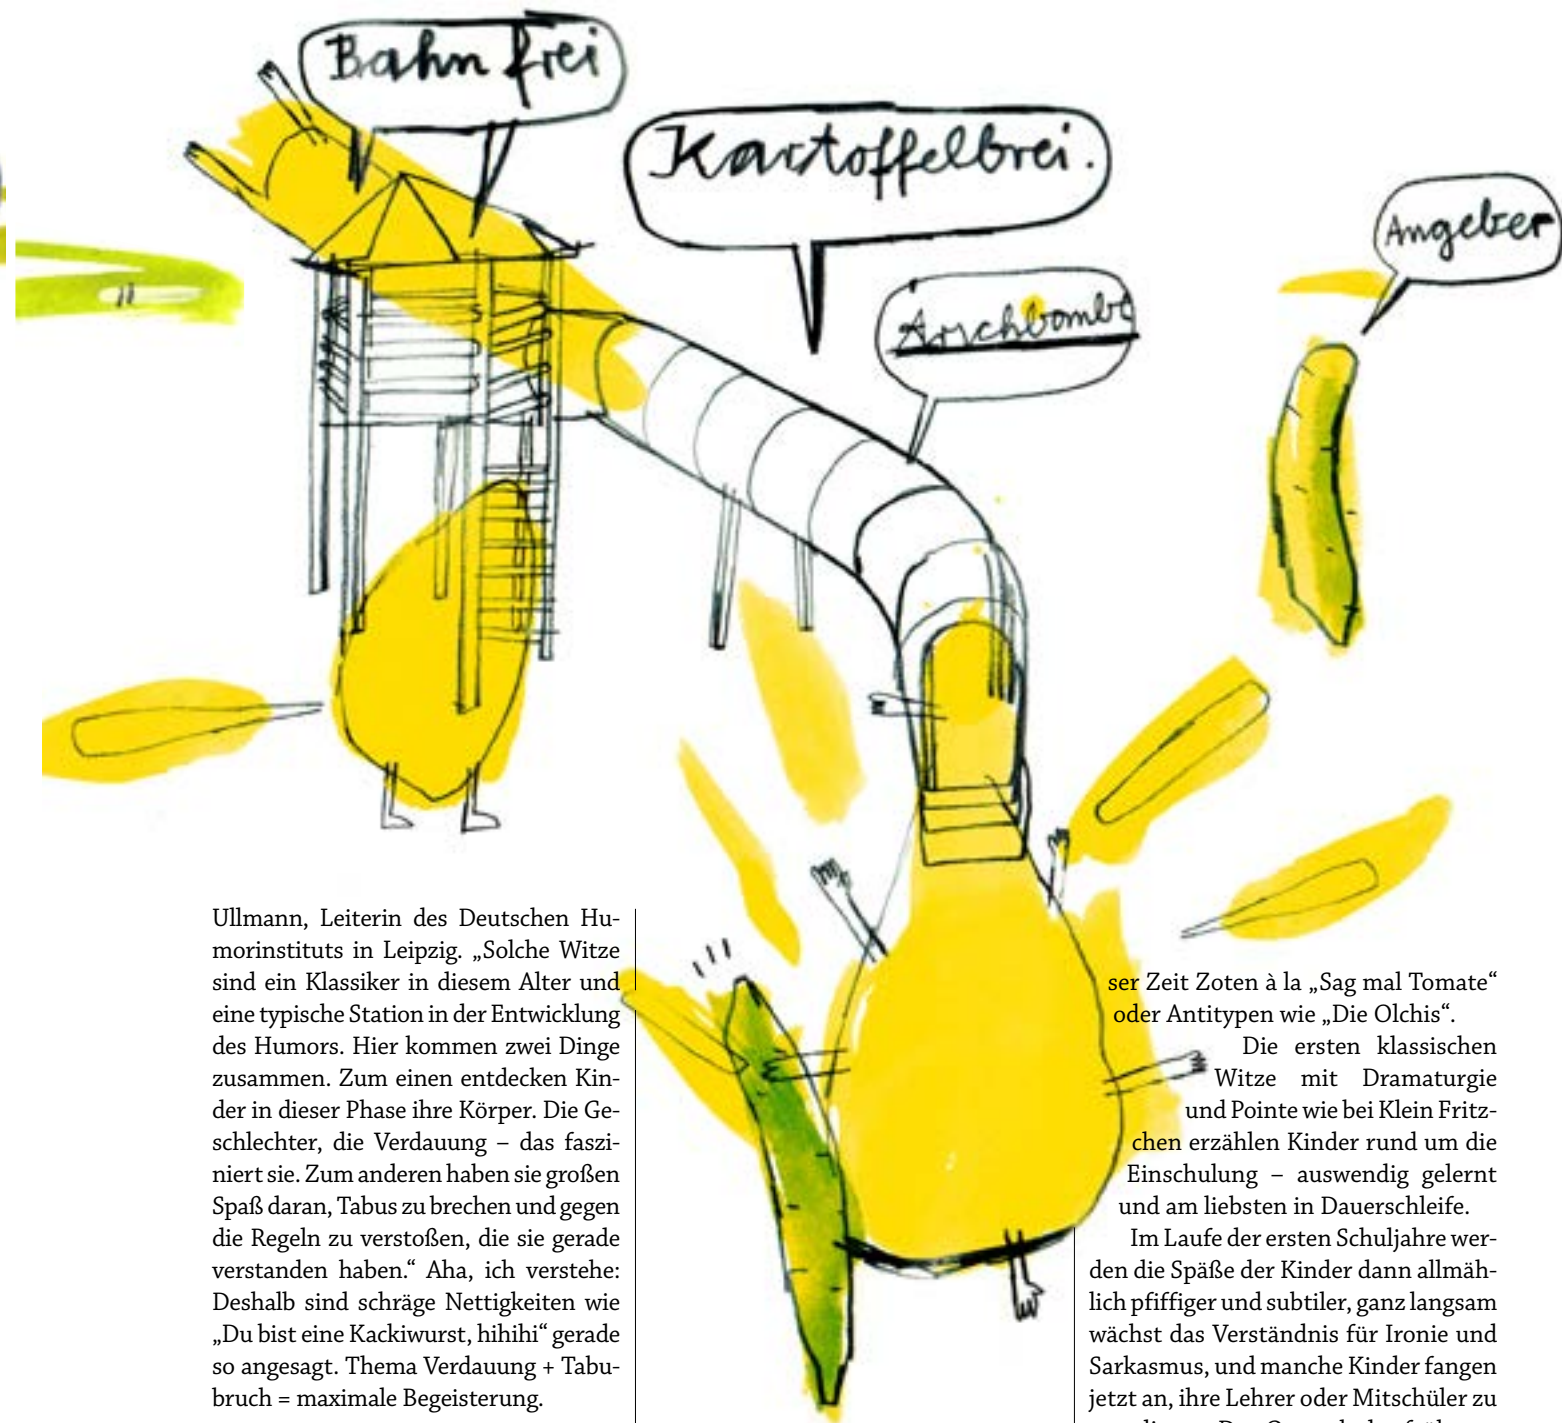 Bahn frei
Kartoffelbrei.
Arschbombe
Angeber
Ullmann, Leiterin des Deutschen Hu-
morinstituts in Leipzig. „Solche Witze
sind ein Klassiker in diesem Alter und
eine typische Station in der Entwicklung
des Humors. Hier kommen zwei Dinge
zusammen. Zum einen entdecken Kin-
der in dieser Phase ihre Körper. Die Ge-
schlechter, die Verdauung – das faszi-
niert sie. Zum anderen haben sie großen
Spaß daran, Tabus zu brechen und gegen
die Regeln zu verstoßen, die sie gerade
verstanden haben.“ Aha, ich verstehe:
Deshalb sind schräge Nettigkeiten wie
„Du bist eine Kackiwurst, hihihi“ gerade
so angesagt. Thema Verdauung + Tabu-
bruch = maximale Begeisterung.
ser Zeit Zoten à la „Sag mal Tomate“
oder Antitypen wie „Die Olchis“.
Die ersten klassischen
Witze mit Dramaturgie
und Pointe wie bei Klein Fritz-
chen erzählen Kinder rund um die
Einschulung – auswendig gelernt
und am liebsten in Dauerschleife.
Im Laufe der ersten Schuljahre wer-
den die Späße der Kinder dann allmäh-
lich pfiffiger und subtiler, ganz langsam
wächst das Verständnis für Ironie und
Sarkasmus, und manche Kinder fangen
jetzt an, ihre Lehrer oder Mitschüler zu